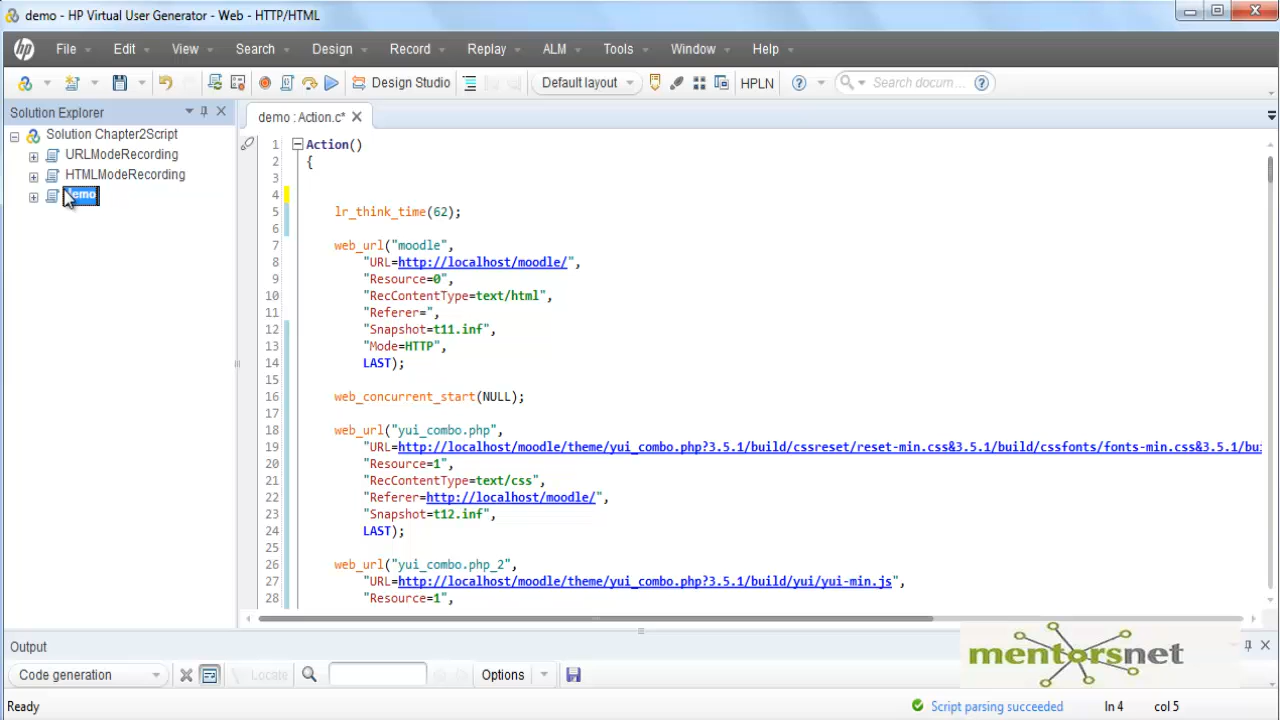 demo - HP Virtual User Generator - Web - HTTP/HTML
hp File Edit View Search Design Record Replay ALM Tools Window Help
Design Studio Default layout HPLN ? Search docum... ?
Solution Explorer
Solution Chapter2Script
URLModeRecording
HTMLModeRecording
demo : Action.c*
1 Action()
2 {
3
4
5 lr_think_time(62);
6
7 web_url("moodle",
8 "URL=http://localhost/moodle/",
9 "Resource=0",
10 "RecContentType=text/html",
11 "Referer=",
12 "Snapshot=t11.inf",
13 "Mode=HTTP",
14 LAST);
15
16 web_concurrent_start(NULL);
17
18 web_url("yui_combo.php",
19 "URL=http://localhost/moodle/theme/yui_combo.php?3.5.1/build/cssreset/reset-min.css&3.5.1/build/cssfonts/fonts-min.css&3.5.1/bu
20 "Resource=1",
21 "RecContentType=text/css",
22 "Referer=http://localhost/moodle/",
23 "Snapshot=t12.inf",
24 LAST);
25
26 web_url("yui_combo.php_2",
27 "URL=http://localhost/moodle/theme/yui_combo.php?3.5.1/build/yui/yui-min.js",
28 "Resource=1",
Output
Code generation Locate Options
mentorsnet
Ready Script parsing succeeded ln 4 col 5